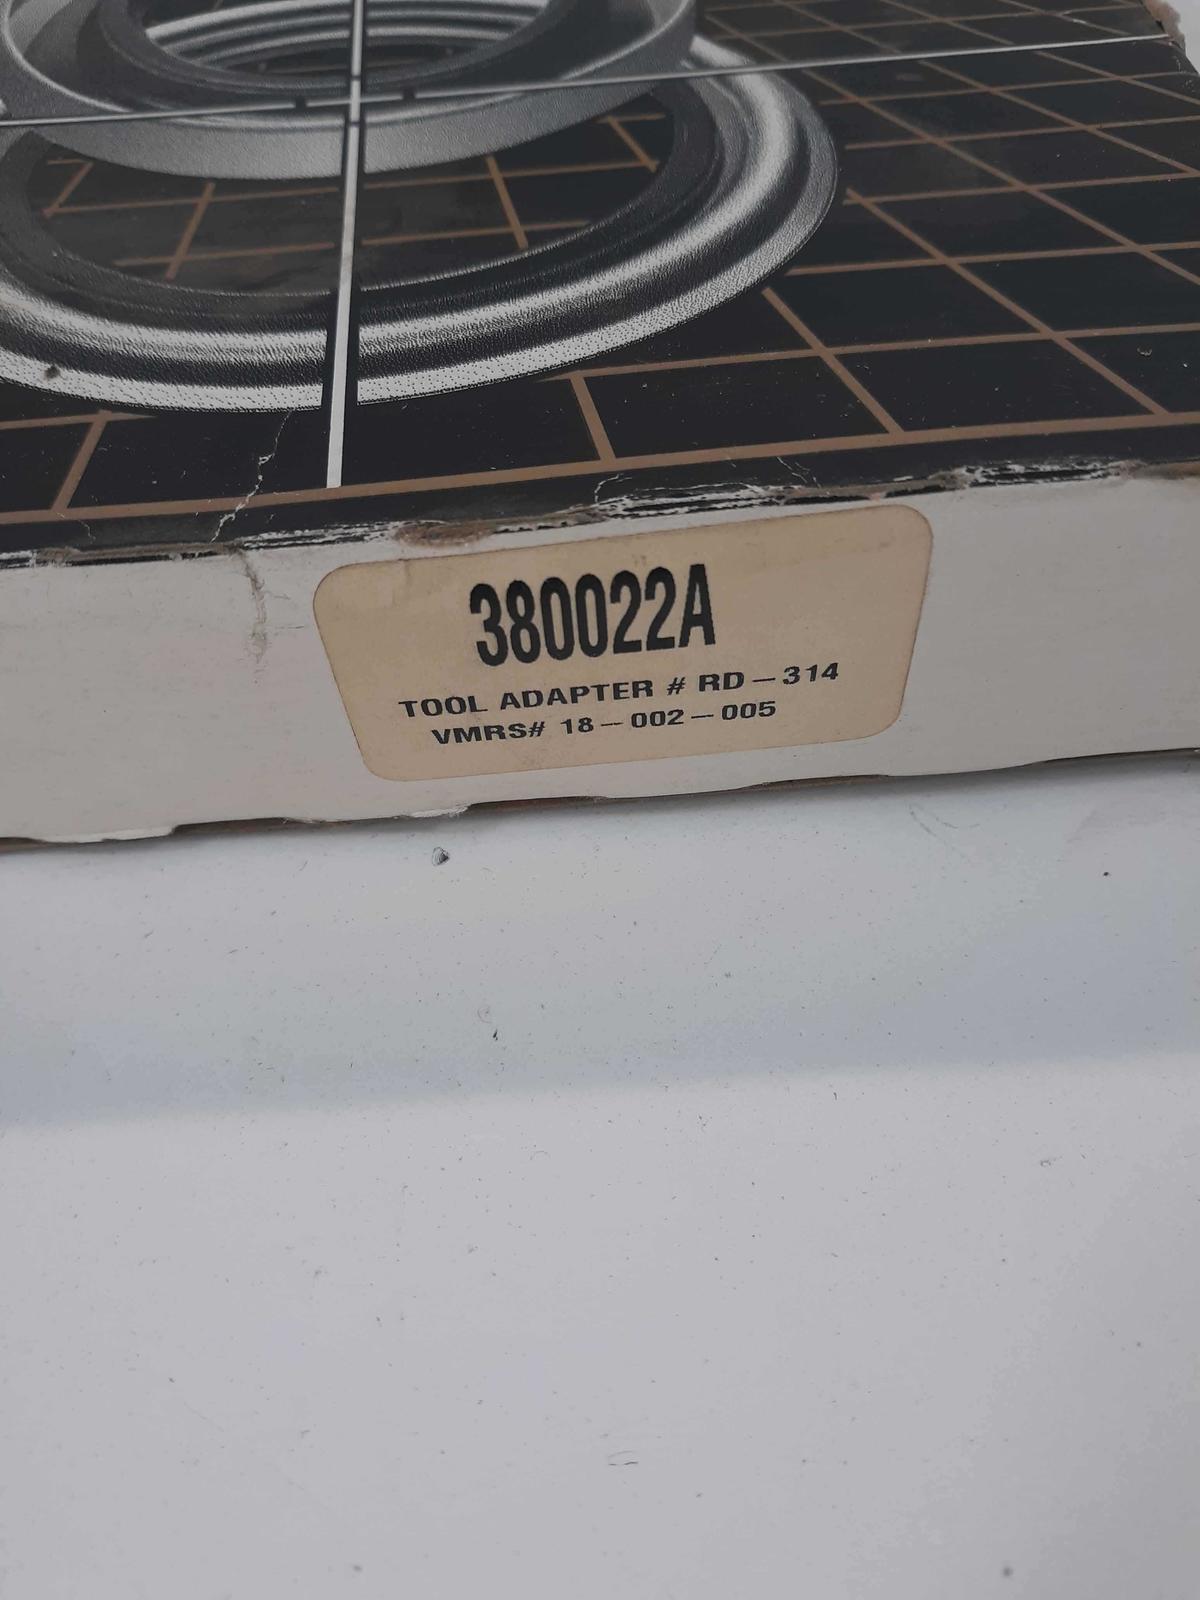 380022A
TOOL ADAPTER # RD-314
VMRS# 18-002-005